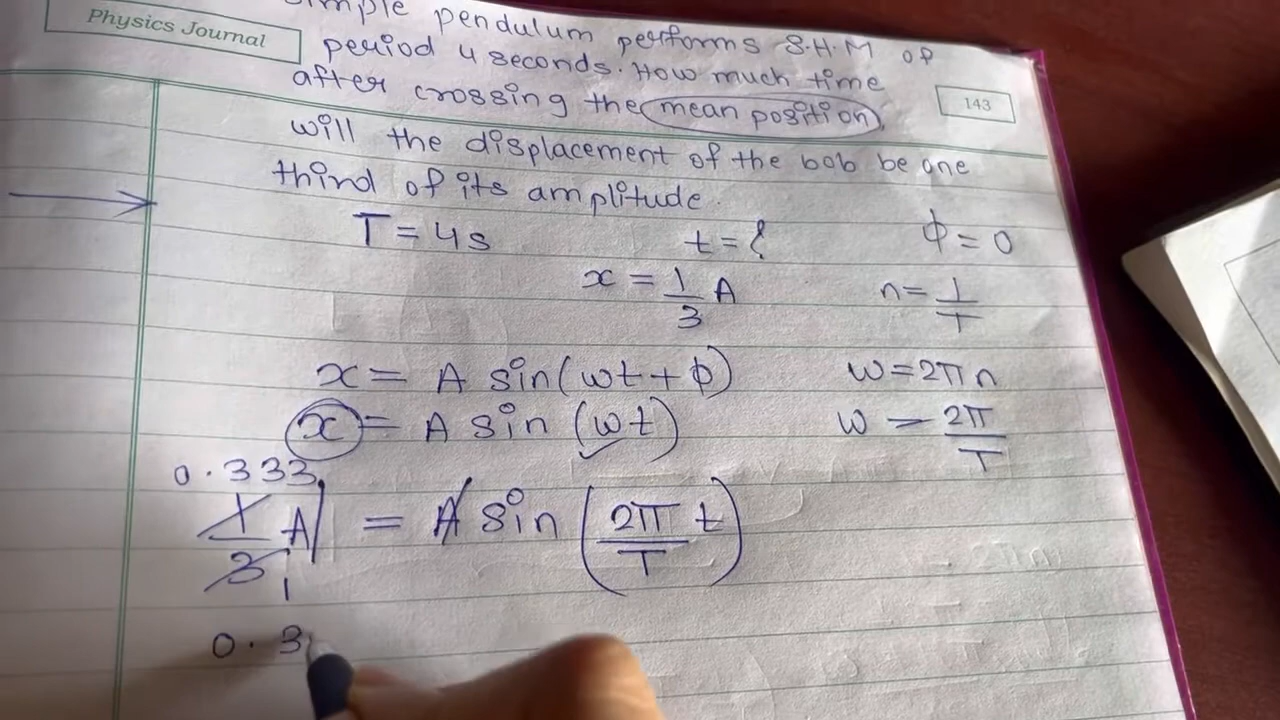 Physics Journal
simple pendulum performs S.H.M of
period 4 seconds. How much time
after crossing the mean position
143
will the displacement of the bob be one
third of its amplitude.
T = 4s t = ? ϕ = 0
x = 1/3 A n = 1/T
x = A sin(ωt + ϕ) ω = 2πn
x = A sin (ωt) ω = 2π/T
0.333
1/3 A = A sin (2π/T t)
1
0.3